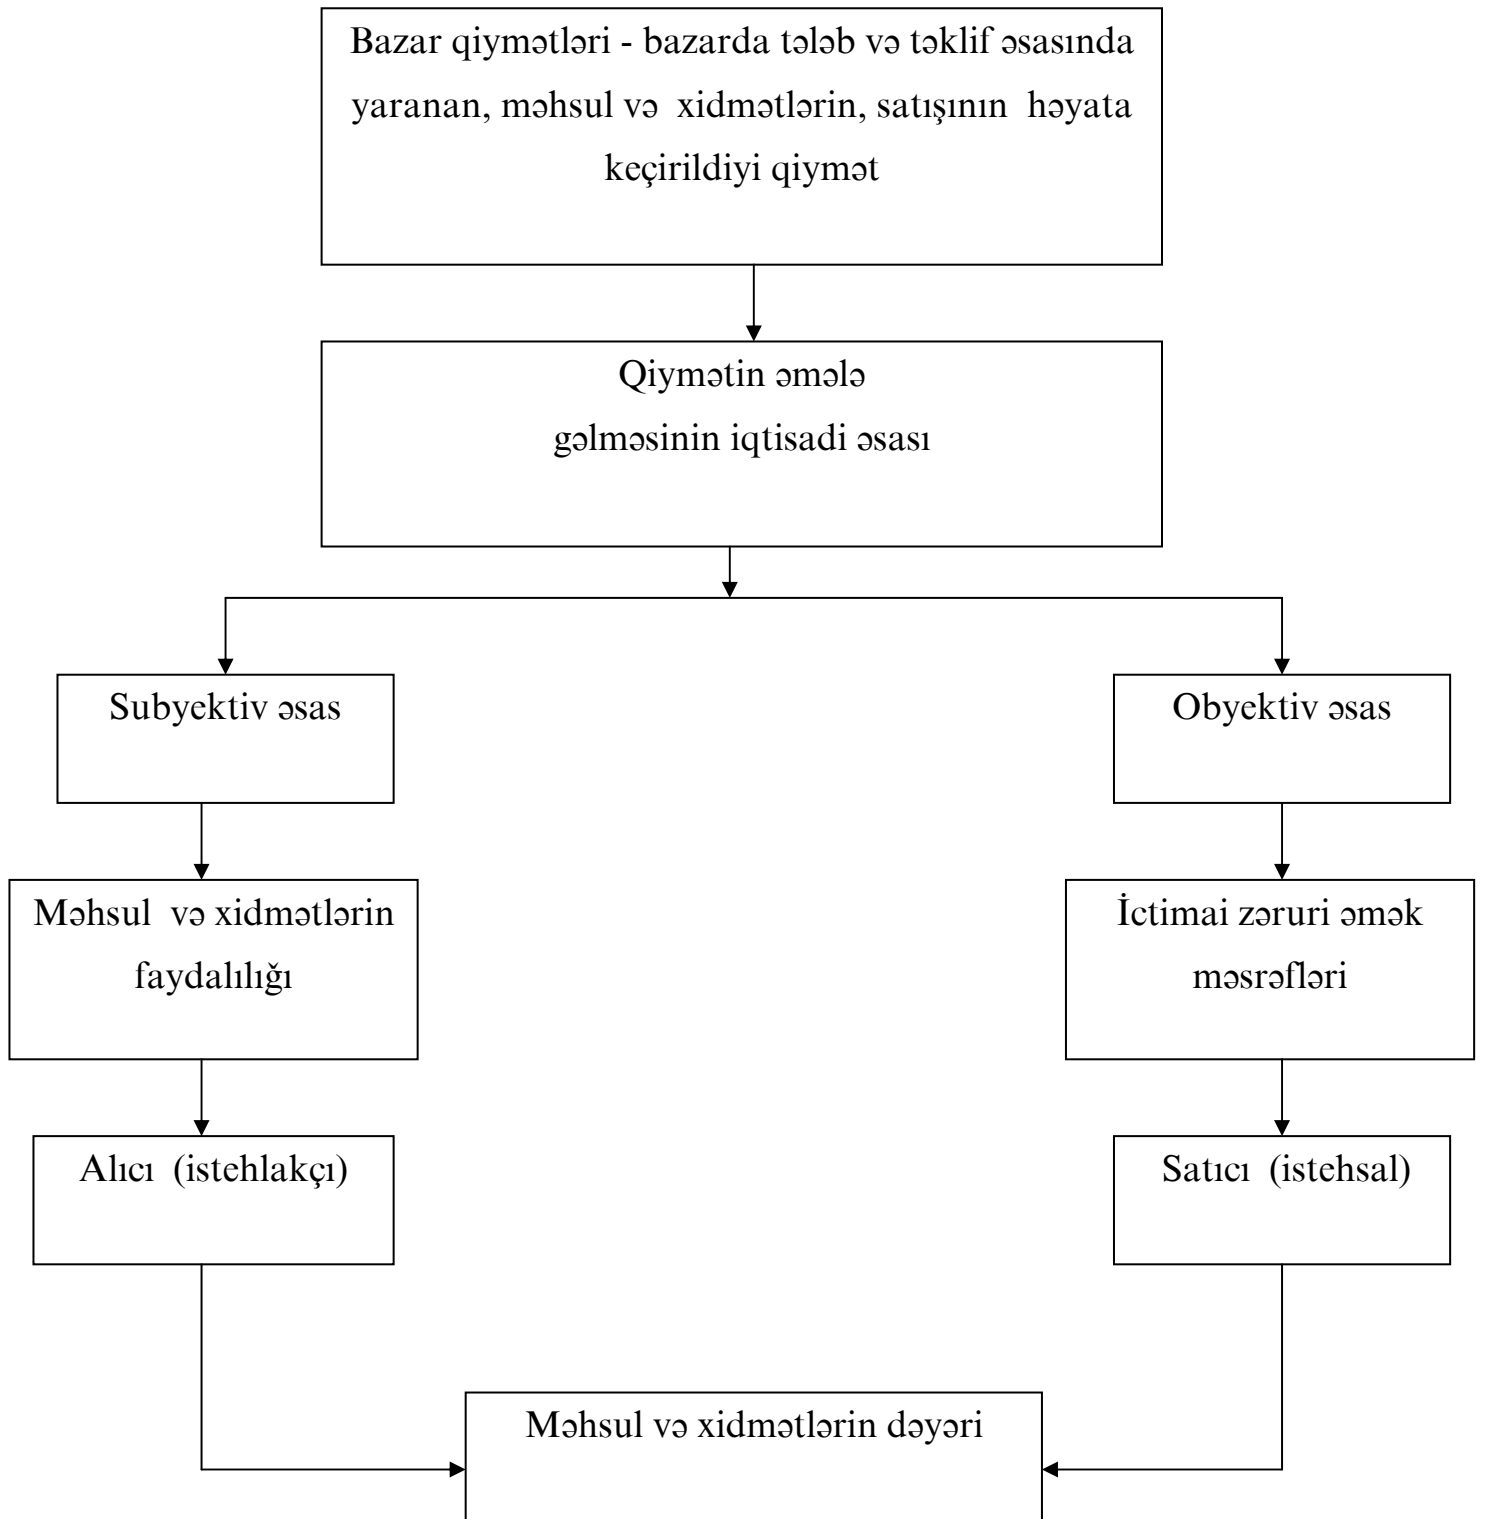 Bazar qiymətləri - bazarda tələb və təklif əsasında
yaranan, məhsul və xidmətlərin, satışının həyata
keçirildiyi qiymət
Qiymətin əmələ
gəlməsinin iqtisadi əsası
Subyektiv əsas
Obyektiv əsas
Məhsul və xidmətlərin
faydalılığı
İctimai zəruri əmək
məsrəfləri
Alıcı (istehlakçı)
Satıcı (istehsal)
Məhsul və xidmətlərin dəyəri